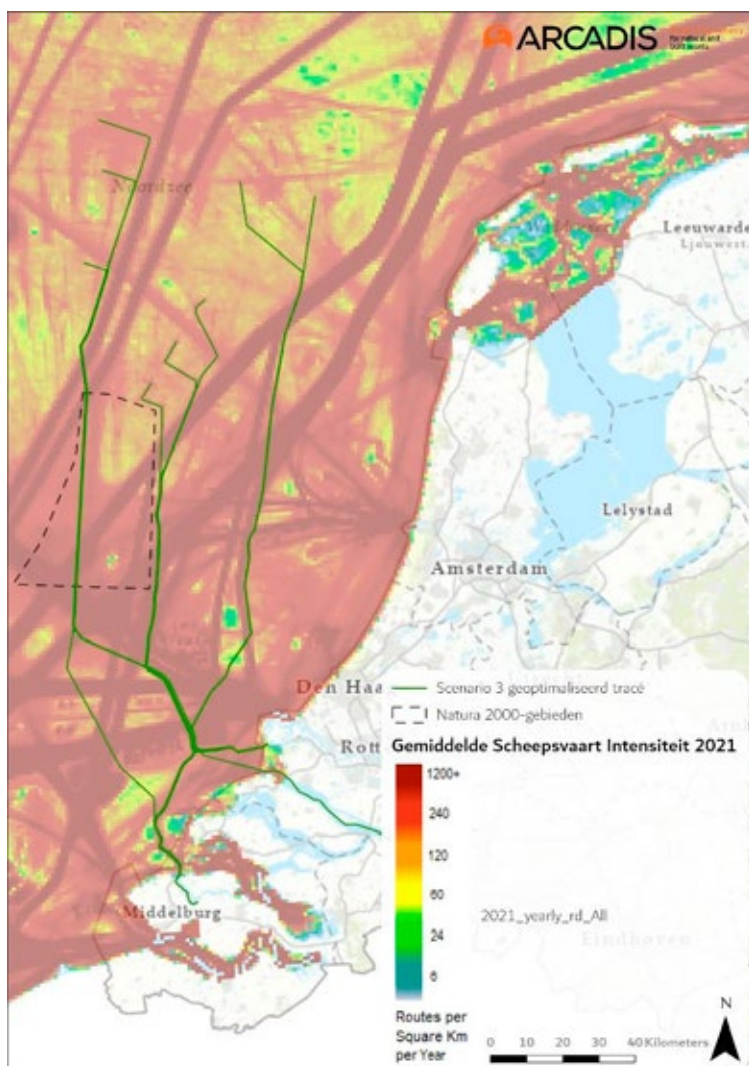 ARCADIS
Noordzee
Leeuwarde
Ljouwert
Lelystad
Amsterdam
Den Haa
Scenario 3 geoptimaliseerd tracé
Natura 2000-gebieden
Rott
Gemiddelde Scheepsvaart Intensiteit 2021
1200+
240
120
60
24
6
2021_yearly_rd_All
Middelburg
Eindhoven
Routes per
Square Km
per Year
N
0 10 20 30 40 Kilometers